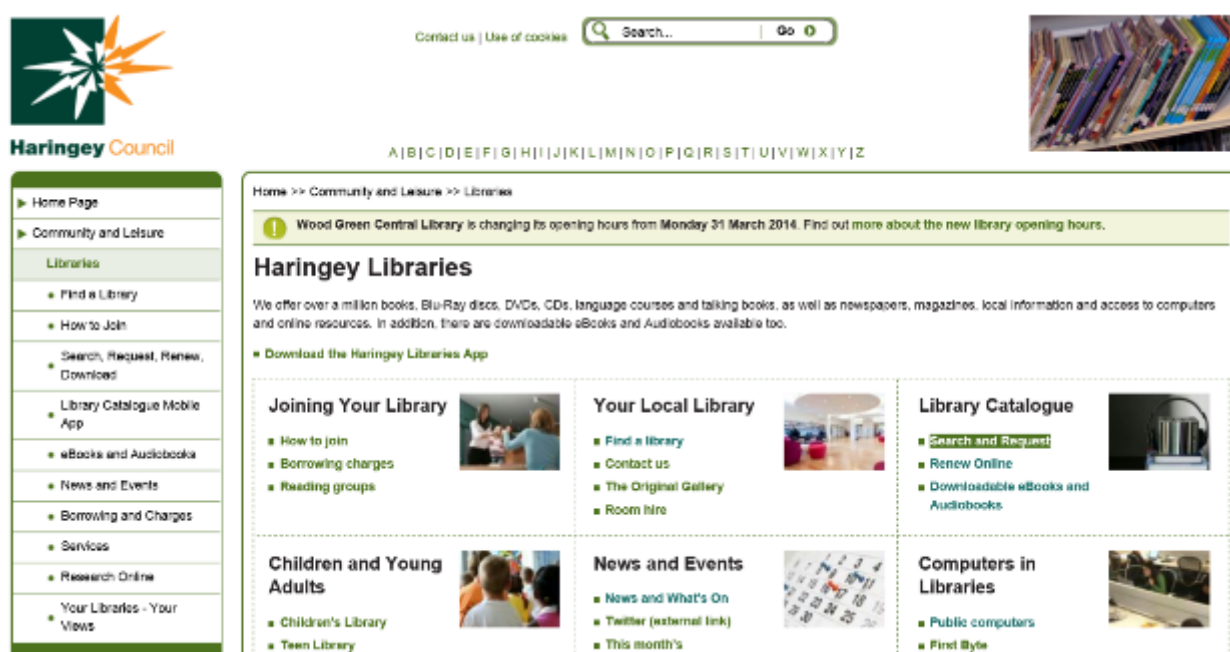 Contact us | Use of cookies
Search...
Go
Haringey Council
A|B|C|D|E|F|G|H|I|J|K|L|M|N|O|P|Q|R|S|T|U|V|W|X|Y|Z
Home Page
Community and Leisure
Libraries
Find a Library
How to Join
Search, Request, Renew,
Download
Library Catalogue Mobile
App
eBooks and Audiobooks
News and Events
Borrowing and Charges
Services
Research Online
Your Libraries - Your
Views
Home >> Community and Leisure >> Libraries
Wood Green Central Library is changing its opening hours from Monday 31 March 2014. Find out more about the new library opening hours.
Haringey Libraries
We offer over a million books, Blu-Ray discs, DVDs, CDs, language courses and talking books, as well as newspapers, magazines, local information and access to computers
and online resources. In addition, there are downloadable eBooks and Audiobooks available too.
Download the Haringey Libraries App
Joining Your Library
How to join
Borrowing charges
Reading groups
Your Local Library
Find a library
Contact us
The Original Gallery
Room hire
Library Catalogue
Search and Request
Renew Online
Downloadable eBooks and
Audiobooks
Children and Young
Adults
Children's Library
Teen Library
News and Events
News and What's On
Twitter (external link)
This month's
Computers in
Libraries
Public computers
First Byte